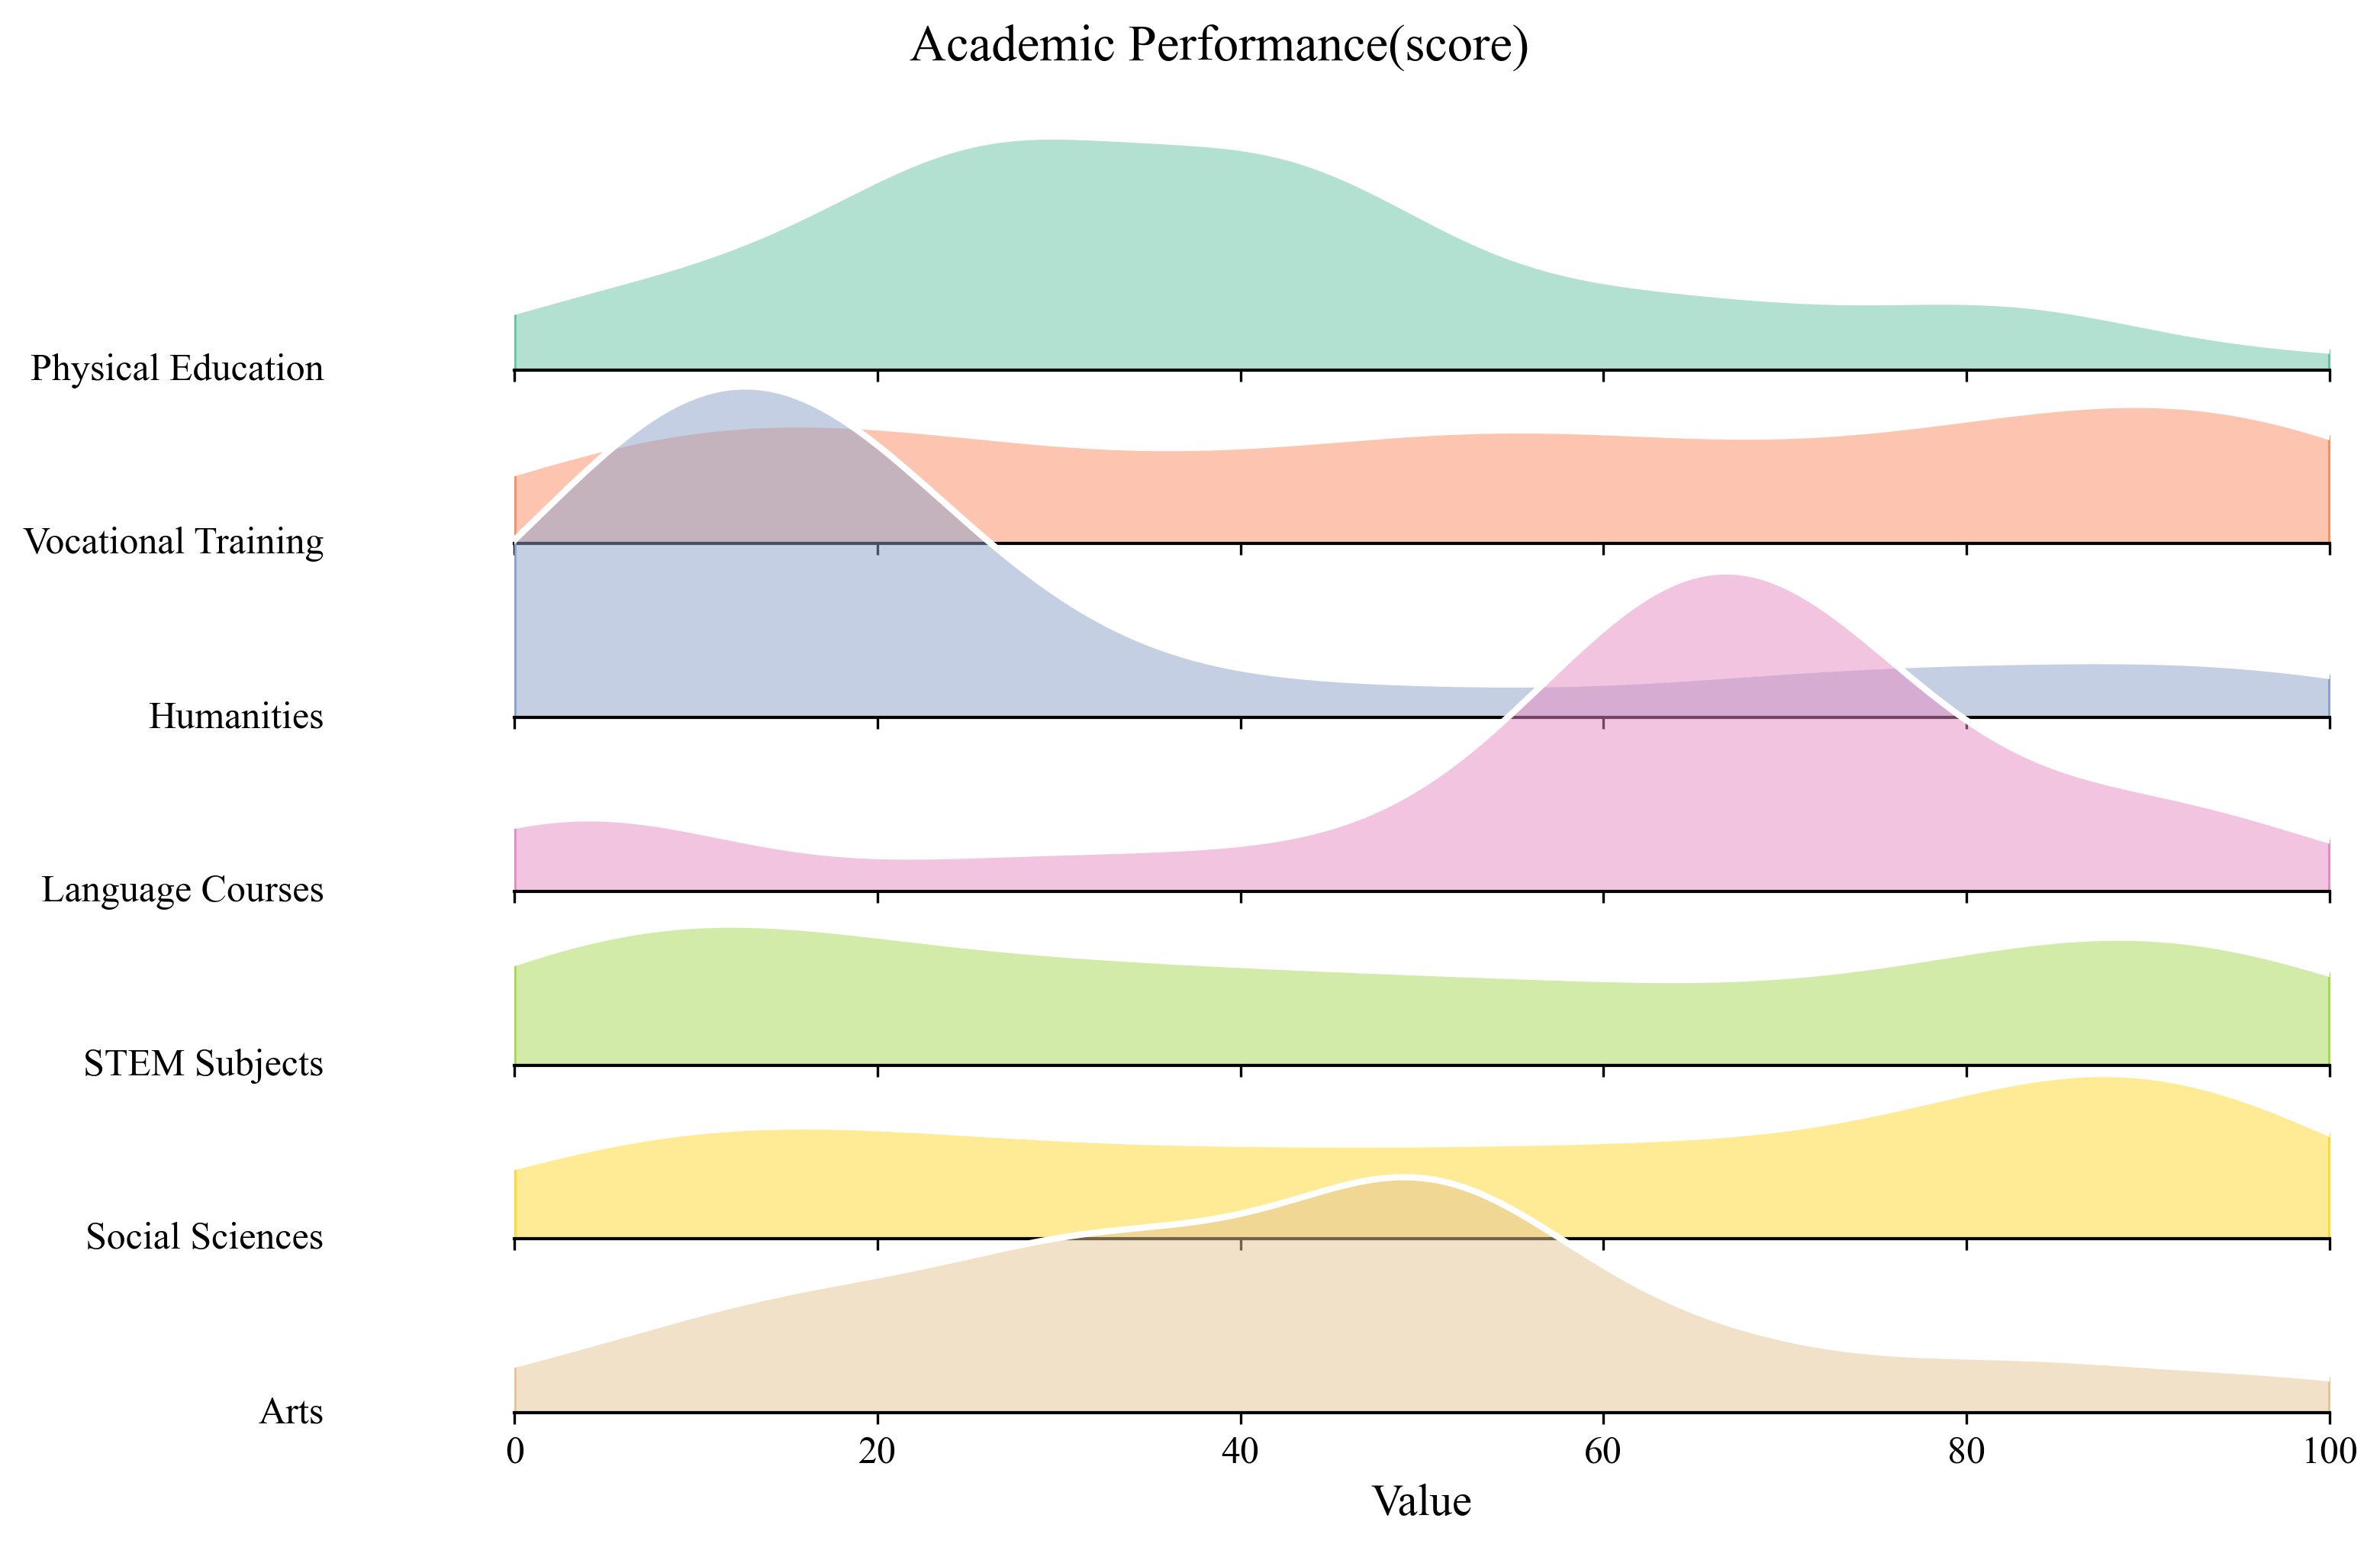 Academic Performance(score)
Physical Education
Vocational Training
Humanities
Language Courses
STEM Subjects
Social Sciences
Arts
0 20 40 60 80 100
Value